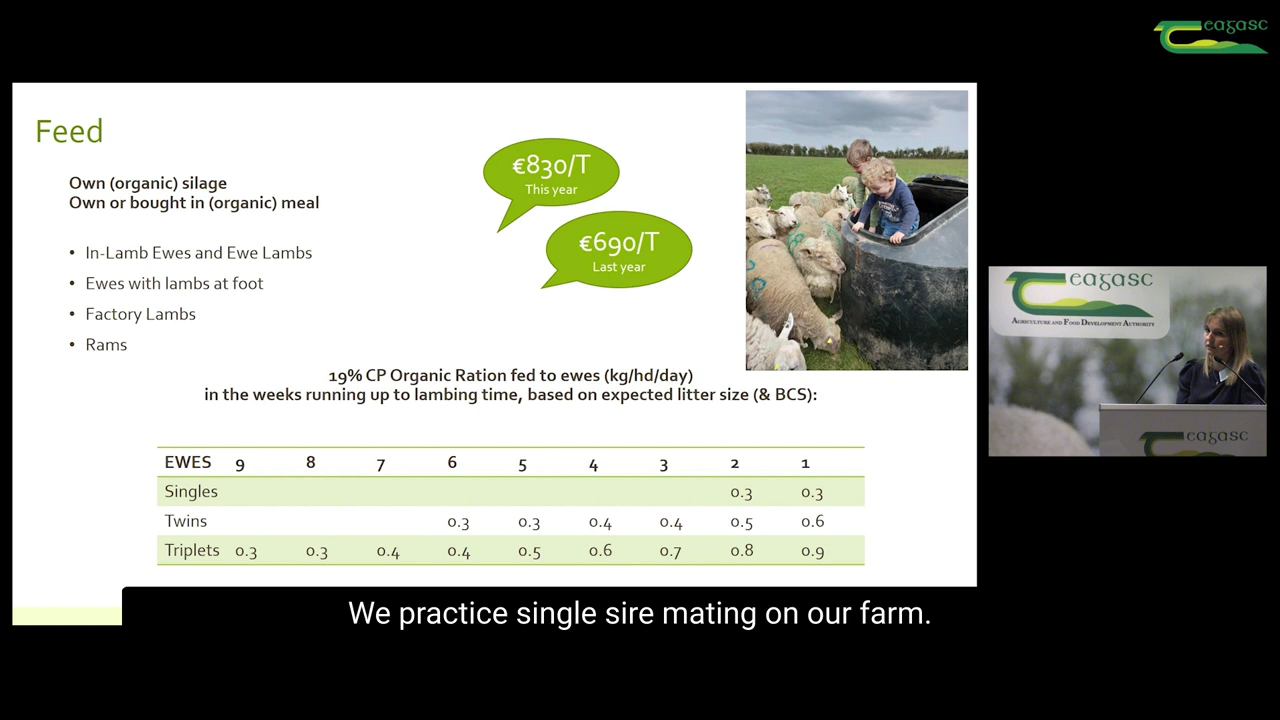 eagasc
Feed
Own (organic) silage
Own or bought in (organic) meal
• In-Lamb Ewes and Ewe Lambs
• Ewes with lambs at foot
• Factory Lambs
• Rams
€830/T
This year
€690/T
Last year
19% CP Organic Ration fed to ewes (kg/hd/day)
in the weeks running up to lambing time, based on expected litter size (& BCS):
EWES 9 8 7 6 5 4 3 2 1
Singles 0.3 0.3
Twins 0.3 0.3 0.4 0.4 0.5 0.6
Triplets 0.3 0.3 0.4 0.4 0.5 0.6 0.7 0.8 0.9
eagasc
AGRICULTURE AND FOOD DEVELOPMENT AUTHORITY
eagasc
We practice single sire mating on our farm.